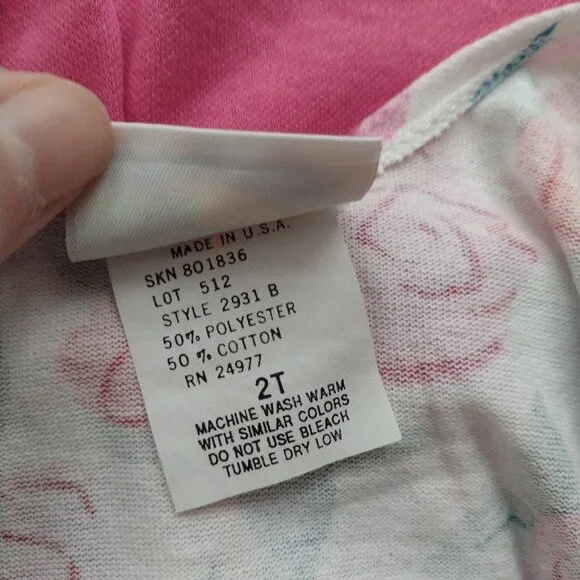 MADE IN U.S.A.
SKN 801836
LOT 512
STYLE 2931 B
50% POLYESTER
50 % COTTON
RN 24977
2T
MACHINE WASH WARM
WITH SIMILAR COLORS
DO NOT USE BLEACH
TUMBLE DRY LOW